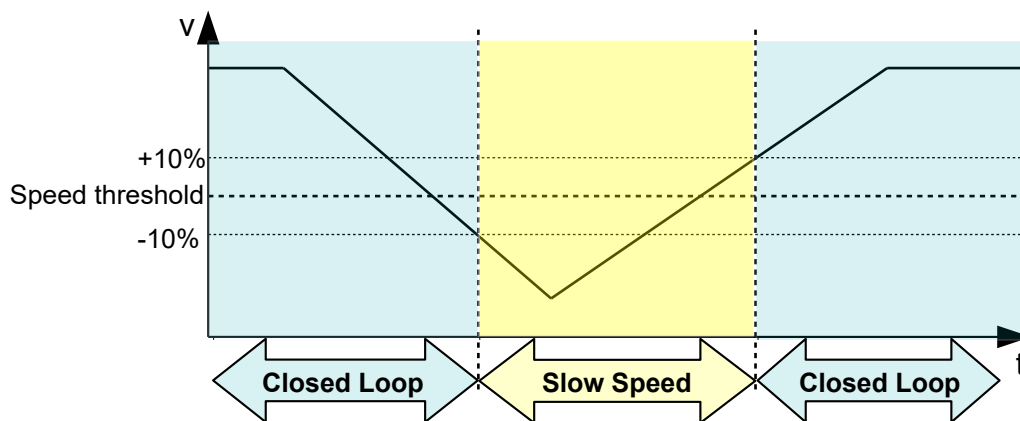 v
+10%
Speed threshold
-10%
t
Closed Loop
Slow Speed
Closed Loop